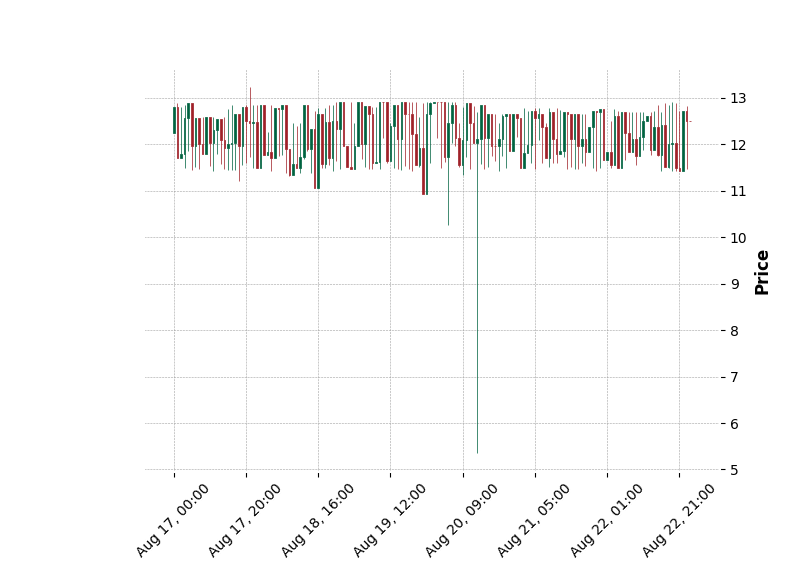 13
12
11
10
9
8
7
6
5
Price
Aug 17, 00:00
Aug 17, 20:00
Aug 18, 16:00
Aug 19, 12:00
Aug 20, 09:00
Aug 21, 05:00
Aug 22, 01:00
Aug 22, 21:00